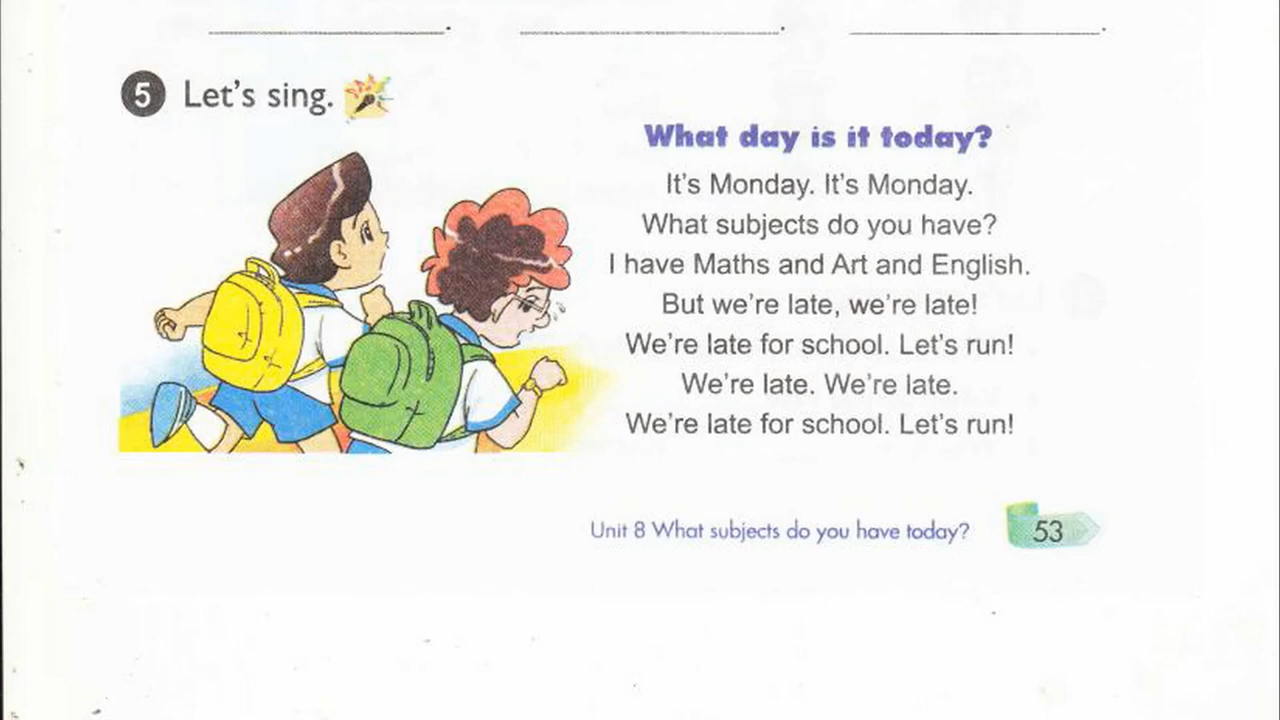 5 Let's sing.
What day is it today?
It's Monday. It's Monday.
What subjects do you have?
I have Maths and Art and English.
But we're late, we're late!
We're late for school. Let's run!
We're late. We're late.
We're late for school. Let's run!
Unit 8 What subjects do you have today? 53